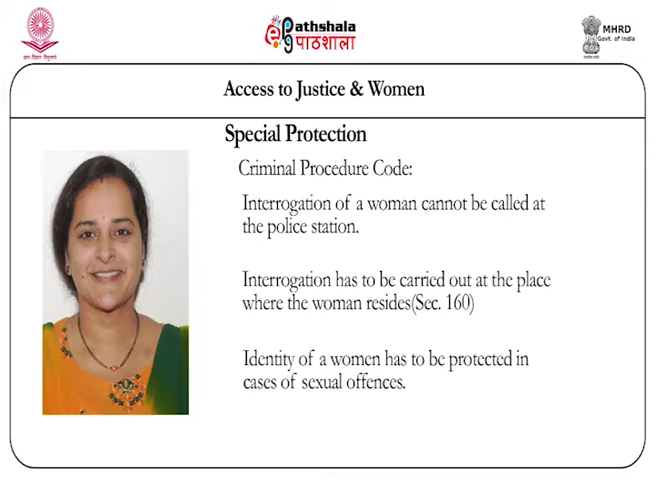 Pathshala
पाठशाला
MHRD
Govt. of India
Access to Justice & Women
Special Protection
Criminal Procedure Code:
Interrogation of a woman cannot be called at
the police station.
Interrogation has to be carried out at the place
where the woman resides(Sec. 160)
Identity of a women has to be protected in
cases of sexual offences.